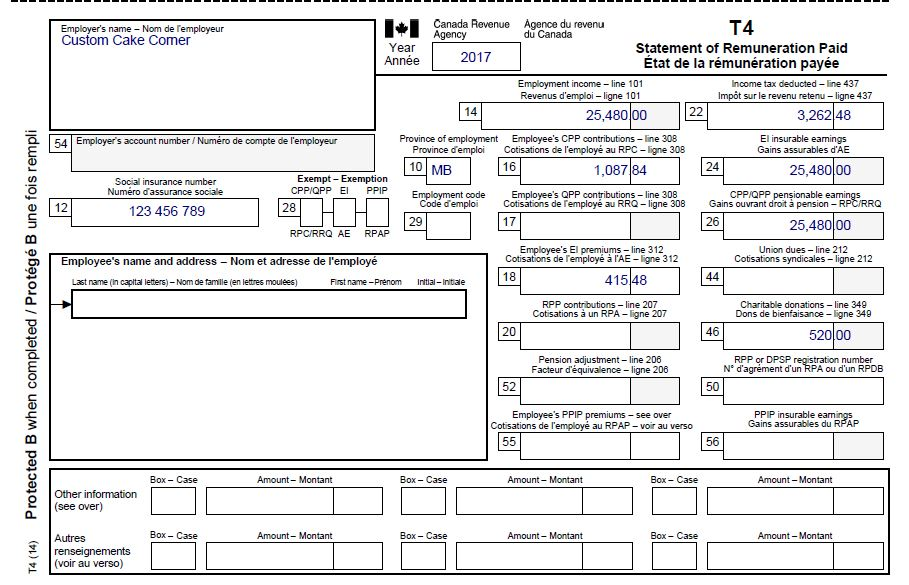 Employer's name – Nom de l'employeur
Custom Cake Corner
Canada Revenue Agency
Agence du revenu du Canada
Year
Année
2017
T4
Statement of Remuneration Paid
État de la rémunération payée
Employment income – line 101
Revenus d'emploi – ligne 101
14 25,480 00
Income tax deducted – line 437
Impôt sur le revenu retenu – ligne 437
22 3,262 48
54 Employer's account number / Numéro de compte de l'employeur
Province of employment
Province d'emploi
10 MB
Employee's CPP contributions – line 308
Cotisations de l'employé au RPC – ligne 308
16 1,087 84
EI insurable earnings
Gains assurables d'AE
24 25,480 00
Social insurance number
Numéro d'assurance sociale
12 123 456 789
Exempt – Exemption
CPP/QPP EI PPIP
28
RPC/RRQ AE RPAP
Employment code
Code d'emploi
29
Employee's QPP contributions – line 308
Cotisations de l'employé au RRQ – ligne 308
17
CPP/QPP pensionable earnings
Gains ouvrant droit à pension – RPC/RRQ
26 25,480 00
Employee's name and address – Nom et adresse de l'employé
Last name (in capital letters) – Nom de famille (en lettres moulées) First name – Prénom Initial – Initiale
Employee's EI premiums – line 312
Cotisations de l'employé à l'AE – ligne 312
18 415 48
Union dues – line 212
Cotisations syndicales – ligne 212
44
RPP contributions – line 207
Cotisations à un RPA – ligne 207
20
Charitable donations – line 349
Dons de bienfaisance – ligne 349
46 520 00
Pension adjustment – line 206
Facteur d'équivalence – ligne 206
52
RPP or DPSP registration number
N° d'agrément d'un RPA ou d'un RPDB
50
Employee's PPIP premiums – see over
Cotisations de l'employé au RPAP – voir au verso
55
PPIP insurable earnings
Gains assurables du RPAP
56
Box – Case Amount – Montant Box – Case Amount – Montant Box – Case Amount – Montant
Other information
(see over)
Box – Case Amount – Montant Box – Case Amount – Montant Box – Case Amount – Montant
Autres
renseignements
(voir au verso)
Protected B when completed / Protégé B une fois rempli
T4 (14)